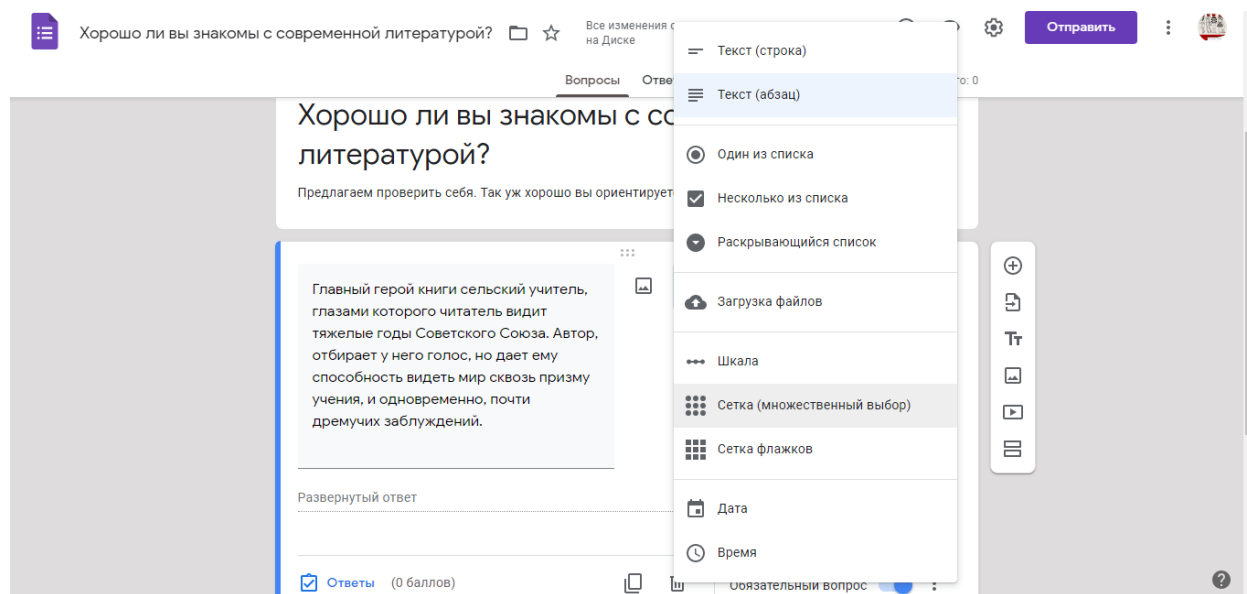 Хорошо ли вы знакомы с современной литературой?
Все изменения
на Диске
Отправить
Вопросы
Хорошо ли вы знакомы с
литературой?
Предлагаем проверить себя. Так уж хорошо вы
Главный герой книги сельский учитель,
глазами которого читатель видит
тяжелые годы Советского Союза. Автор,
отбирает у него голос, но дает ему
способность видеть мир сквозь призму
учения, и одновременно, почти
дремучих заблуждений.
Развернутый ответ
Ответы (0 баллов)
Обязательный вопрос
Текст (строка)
Текст (абзац)
Один из списка
Несколько из списка
Раскрывающийся список
Загрузка файлов
Шкала
Сетка (множественный выбор)
Сетка флажков
Дата
Время